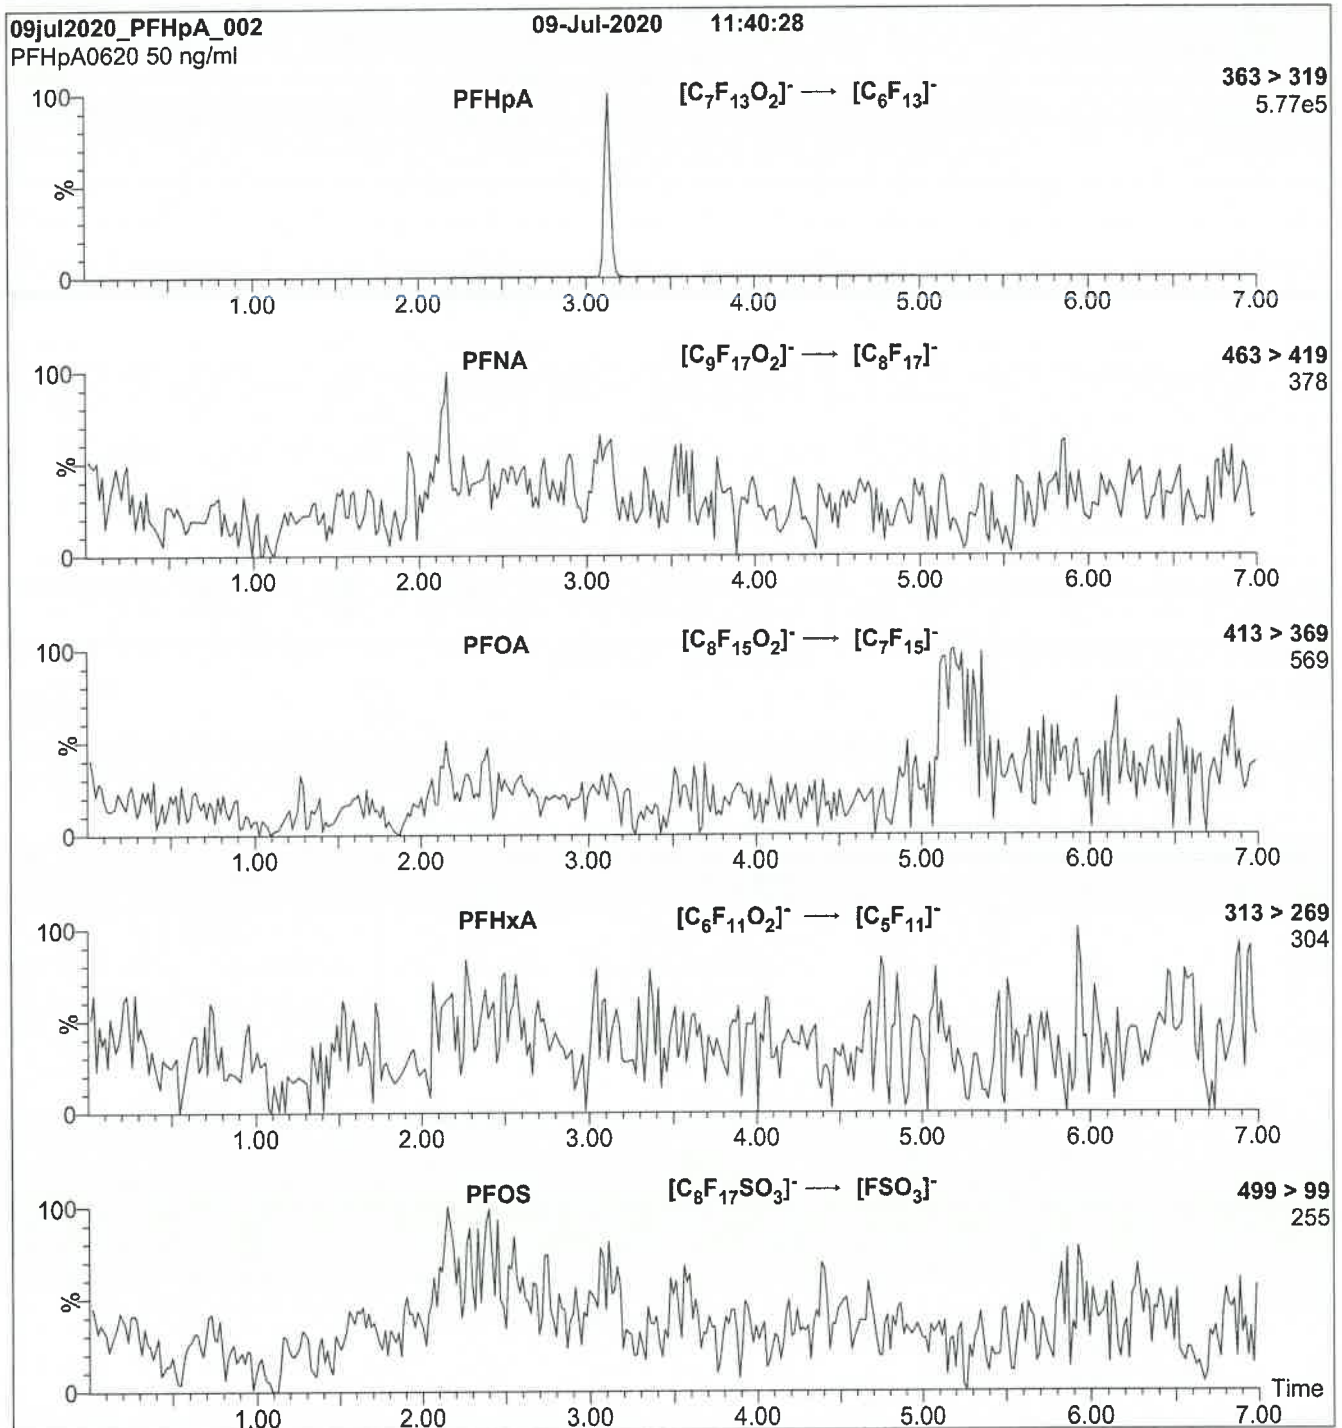 09jul2020_PFHpA_002 09-Jul-2020 11:40:28
PFHpA0620 50 ng/ml
PFHpA [C7F13O2]- → [C6F13]- 363 > 319
5.77e5
100
%
0
1.00 2.00 3.00 4.00 5.00 6.00 7.00
PFNA [C9F17O2]- → [C8F17]- 463 > 419
378
100
%
0
1.00 2.00 3.00 4.00 5.00 6.00 7.00
PFOA [C8F15O2]- → [C7F15]- 413 > 369
569
100
%
0
1.00 2.00 3.00 4.00 5.00 6.00 7.00
PFHxA [C6F11O2]- → [C5F11]- 313 > 269
304
100
%
0
1.00 2.00 3.00 4.00 5.00 6.00 7.00
PFOS [C8F17SO3]- → [FSO3]- 499 > 99
255
100
%
0
Time
1.00 2.00 3.00 4.00 5.00 6.00 7.00